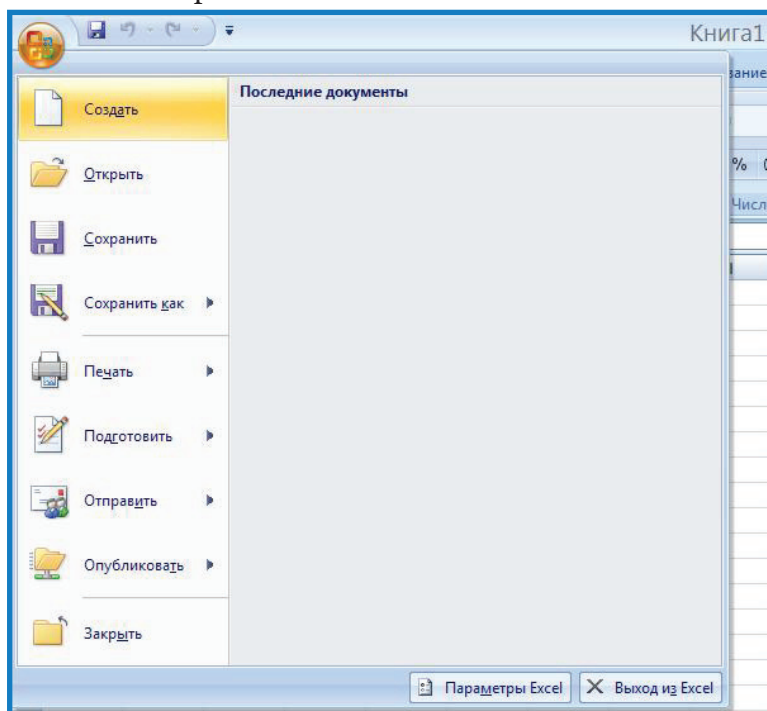 Книга1
Последние документы
Создать
Открыть
Сохранить
Сохранить как
Печать
Подготовить
Отправить
Опубликовать
Закрыть
%
Параметры Excel
Выход из Excel